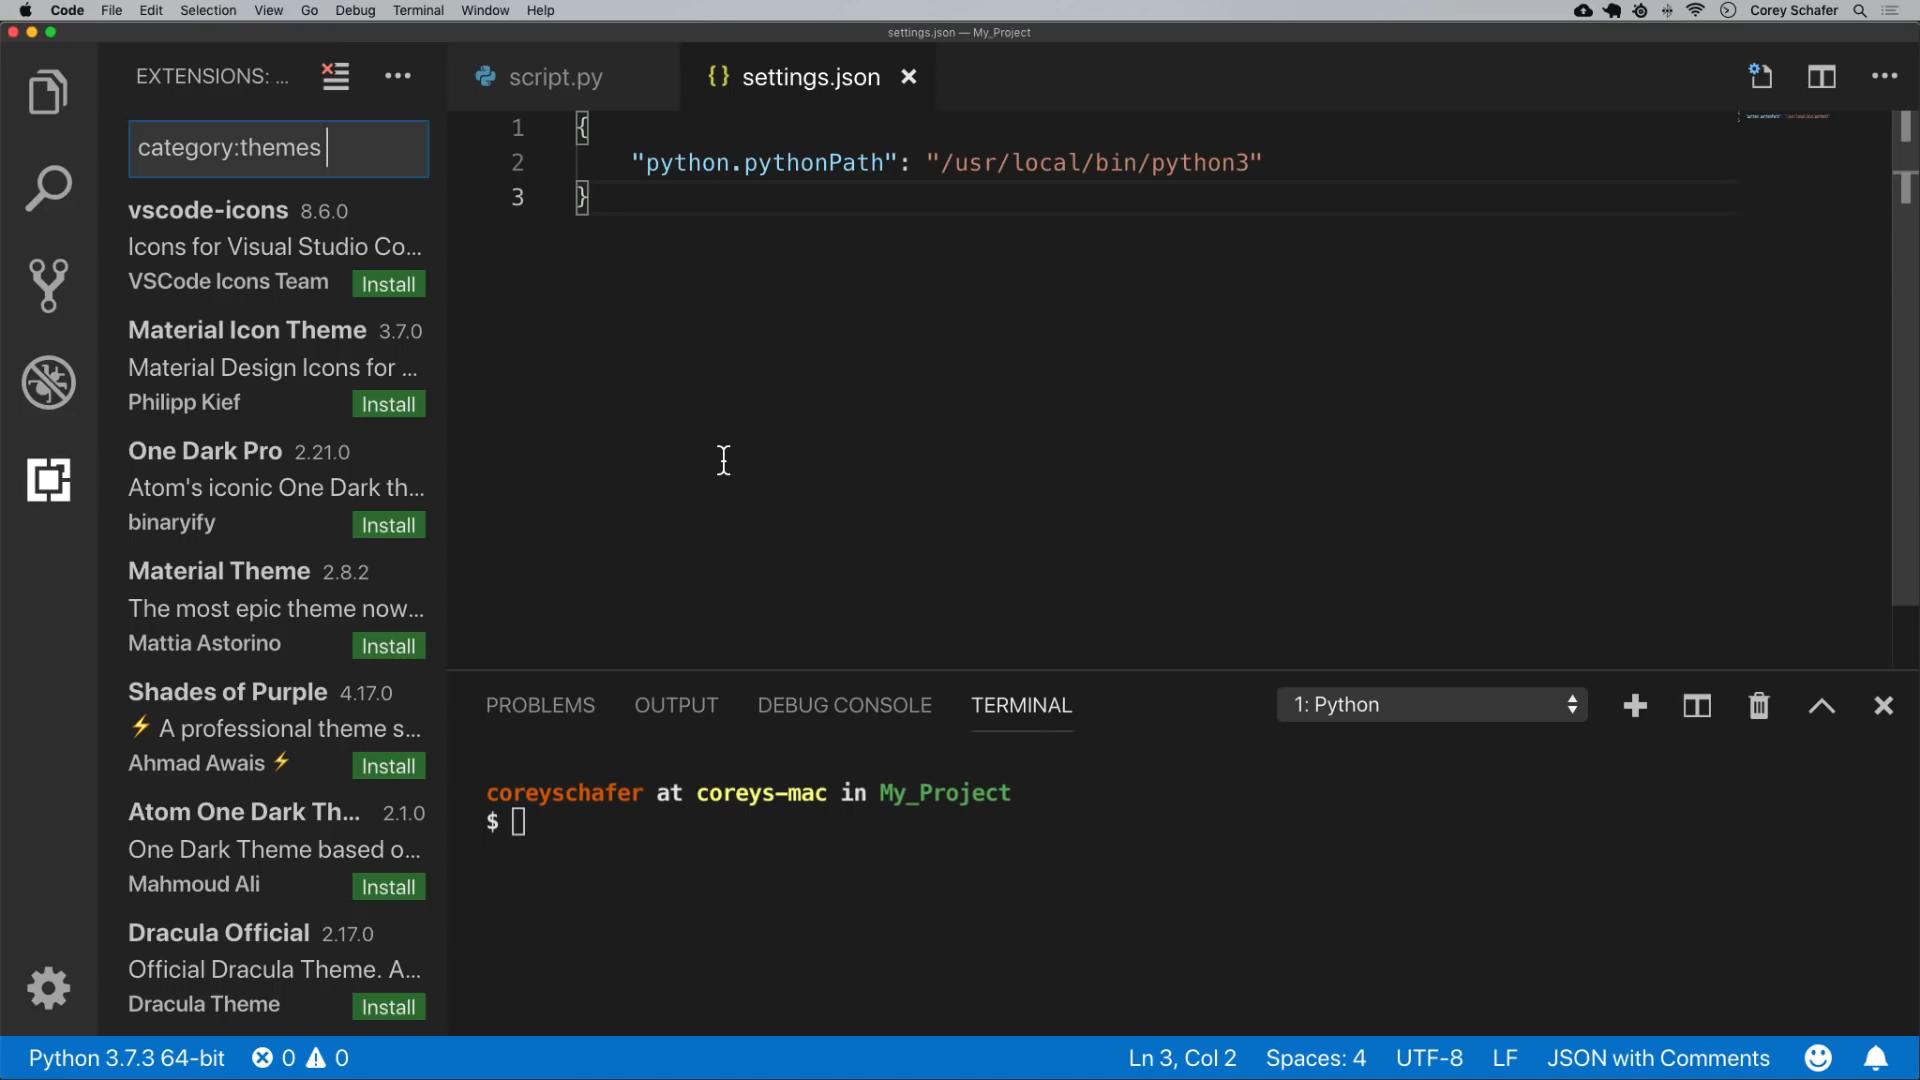 Code File Edit Selection View Go Debug Terminal Window Help Corey Schafer
settings.json — My_Project
EXTENSIONS: ...
script.py
{} settings.json
category:themes
vscode-icons 8.6.0
Icons for Visual Studio Co...
VSCode Icons Team Install
Material Icon Theme 3.7.0
Material Design Icons for ...
Philipp Kief Install
One Dark Pro 2.21.0
Atom's iconic One Dark th...
binaryify Install
Material Theme 2.8.2
The most epic theme now...
Mattia Astorino Install
Shades of Purple 4.17.0
⚡ A professional theme s...
Ahmad Awais ⚡ Install
Atom One Dark Th... 2.1.0
One Dark Theme based o...
Mahmoud Ali Install
Dracula Official 2.17.0
Official Dracula Theme. A...
Dracula Theme Install
1 {
2 "python.pythonPath": "/usr/local/bin/python3"
3 }
PROBLEMS OUTPUT DEBUG CONSOLE TERMINAL 1: Python
coreyschafer at coreys-mac in My_Project
$
Python 3.7.3 64-bit 0 0 Ln 3, Col 2 Spaces: 4 UTF-8 LF JSON with Comments